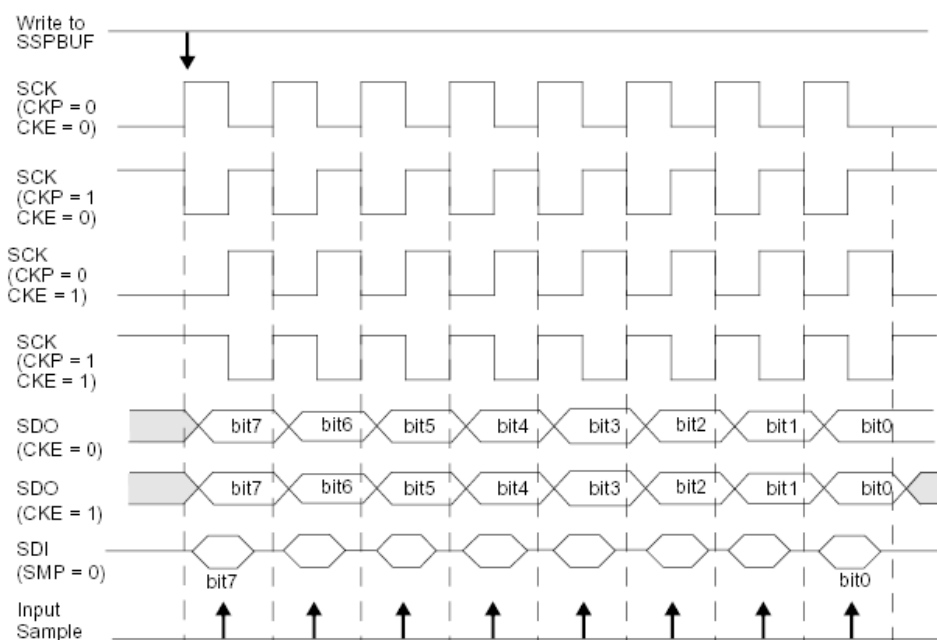 Write to
SSPBUF
SCK
(CKP = 0
CKE = 0)
SCK
(CKP = 1
CKE = 0)
SCK
(CKP = 0
CKE = 1)
SCK
(CKP = 1
CKE = 1)
SDO
(CKE = 0)
bit7 bit6 bit5 bit4 bit3 bit2 bit1 bit0
SDO
(CKE = 1)
bit7 bit6 bit5 bit4 bit3 bit2 bit1 bit0
SDI
(SMP = 0)
bit7 bit0
Input
Sample